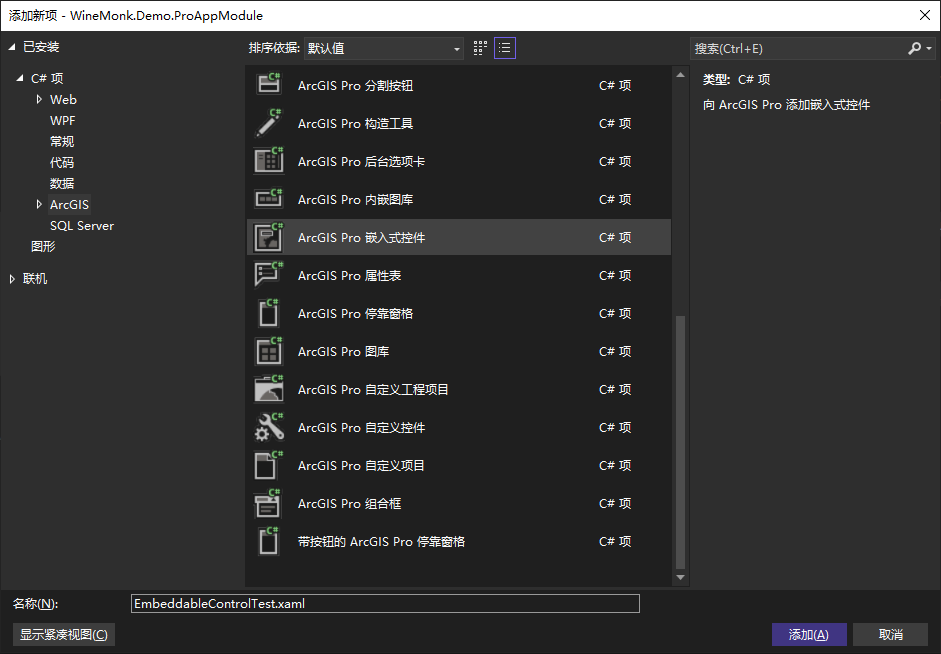 添加新项 - WineMonk.Demo.ProAppModule
已安装
C# 项
Web
WPF
常规
代码
数据
ArcGIS
SQL Server
图形
联机
排序依据: 默认值
ArcGIS Pro 分割按钮 C# 项
ArcGIS Pro 构造工具 C# 项
ArcGIS Pro 后台选项卡 C# 项
ArcGIS Pro 内嵌图库 C# 项
ArcGIS Pro 嵌入式控件 C# 项
ArcGIS Pro 属性表 C# 项
ArcGIS Pro 停靠窗格 C# 项
ArcGIS Pro 图库 C# 项
ArcGIS Pro 自定义工程项目 C# 项
ArcGIS Pro 自定义控件 C# 项
ArcGIS Pro 自定义项目 C# 项
ArcGIS Pro 组合框 C# 项
带按钮的 ArcGIS Pro 停靠窗格 C# 项
搜索(Ctrl+E)
类型: C# 项
向 ArcGIS Pro 添加嵌入式控件
名称(N): EmbeddableControlTest.xaml
显示紧凑视图(C) 添加(A) 取消